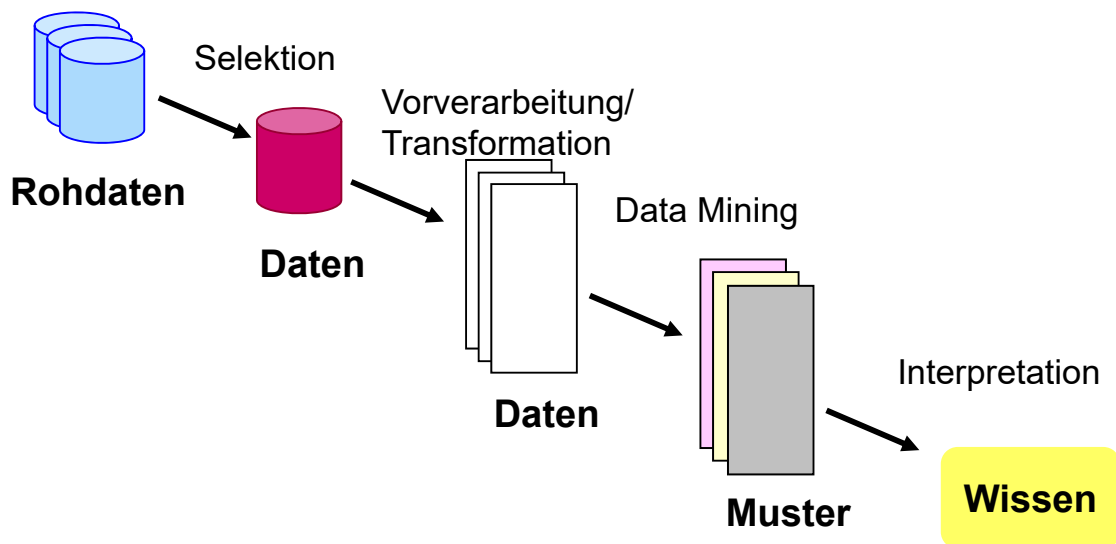 Selektion
Vorverarbeitung/
Transformation
Rohdaten
Data Mining
Daten
Interpretation
Daten
Wissen
Muster